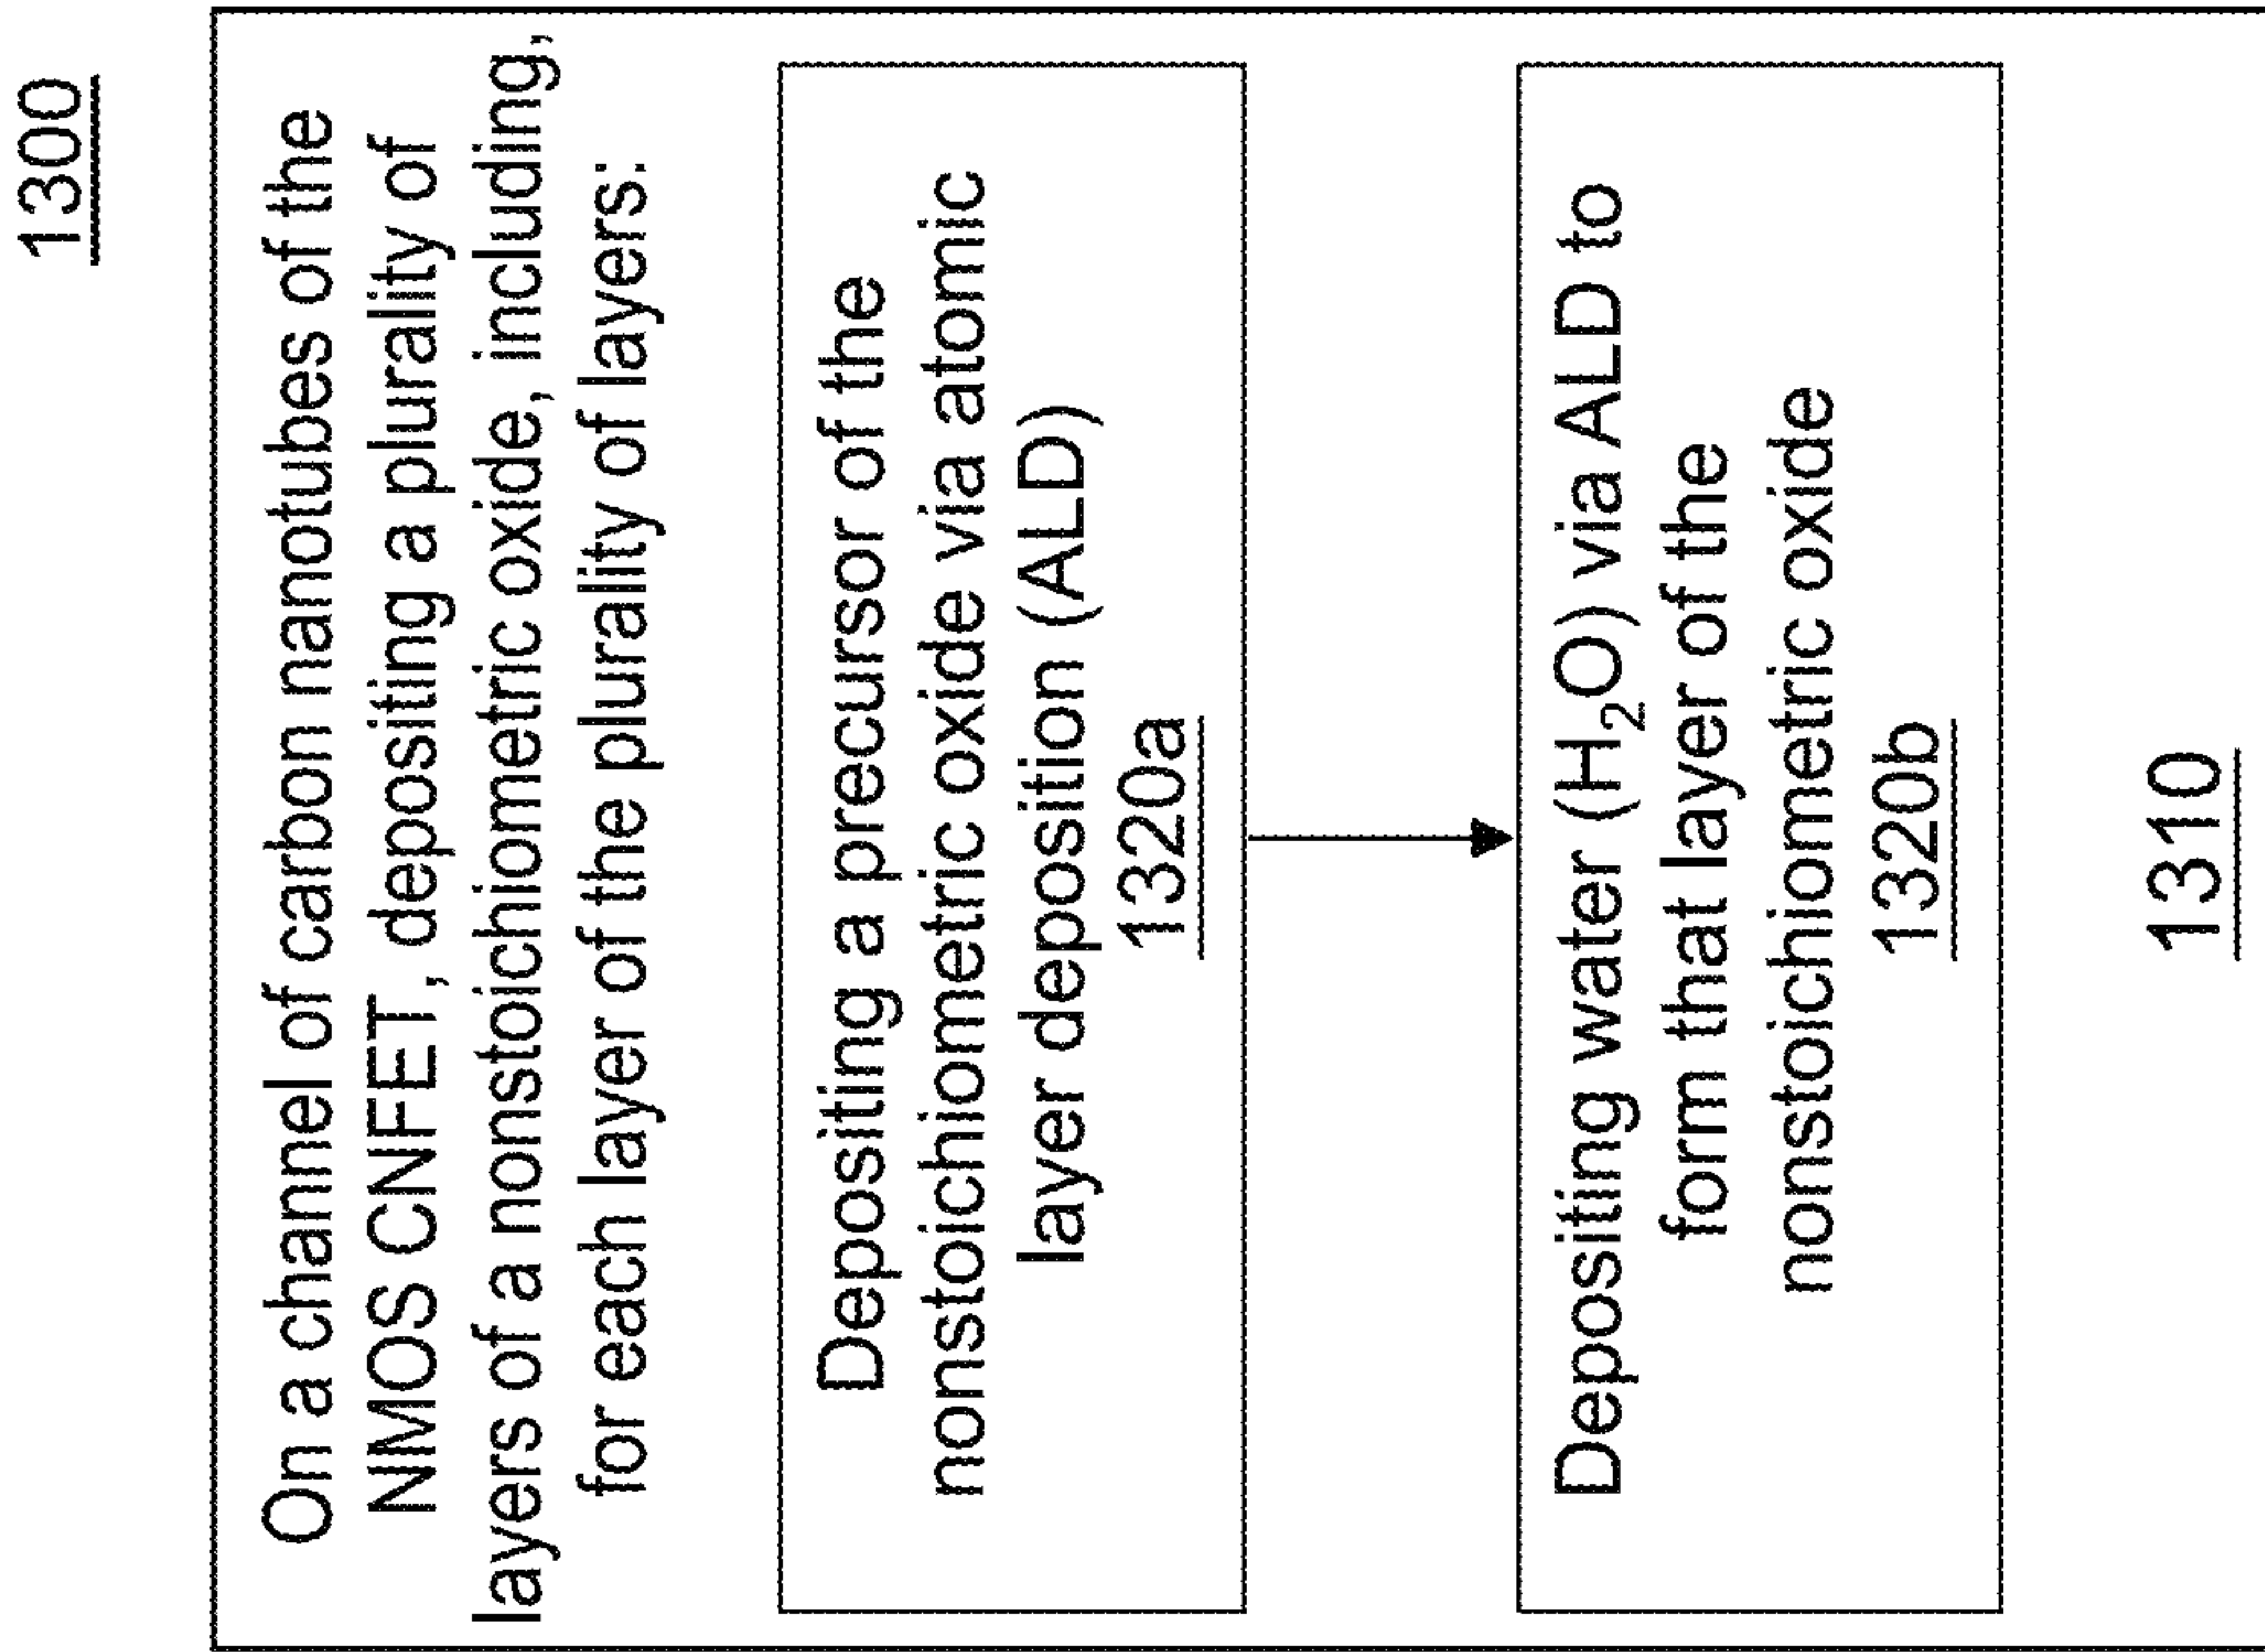 1300
On a channel of carbon nanotubes of the
NMOS CNFET, depositing a plurality of
layers of a nonstoichiometric oxide, including,
for each layer of the plurality of layers:
Depositing a precursor of the
nonstoichiometric oxide via atomic
layer deposition (ALD)
1320a
Depositing water (H₂O) via ALD to
form that layer of the
nonstoichiometric oxide
1320b
1310